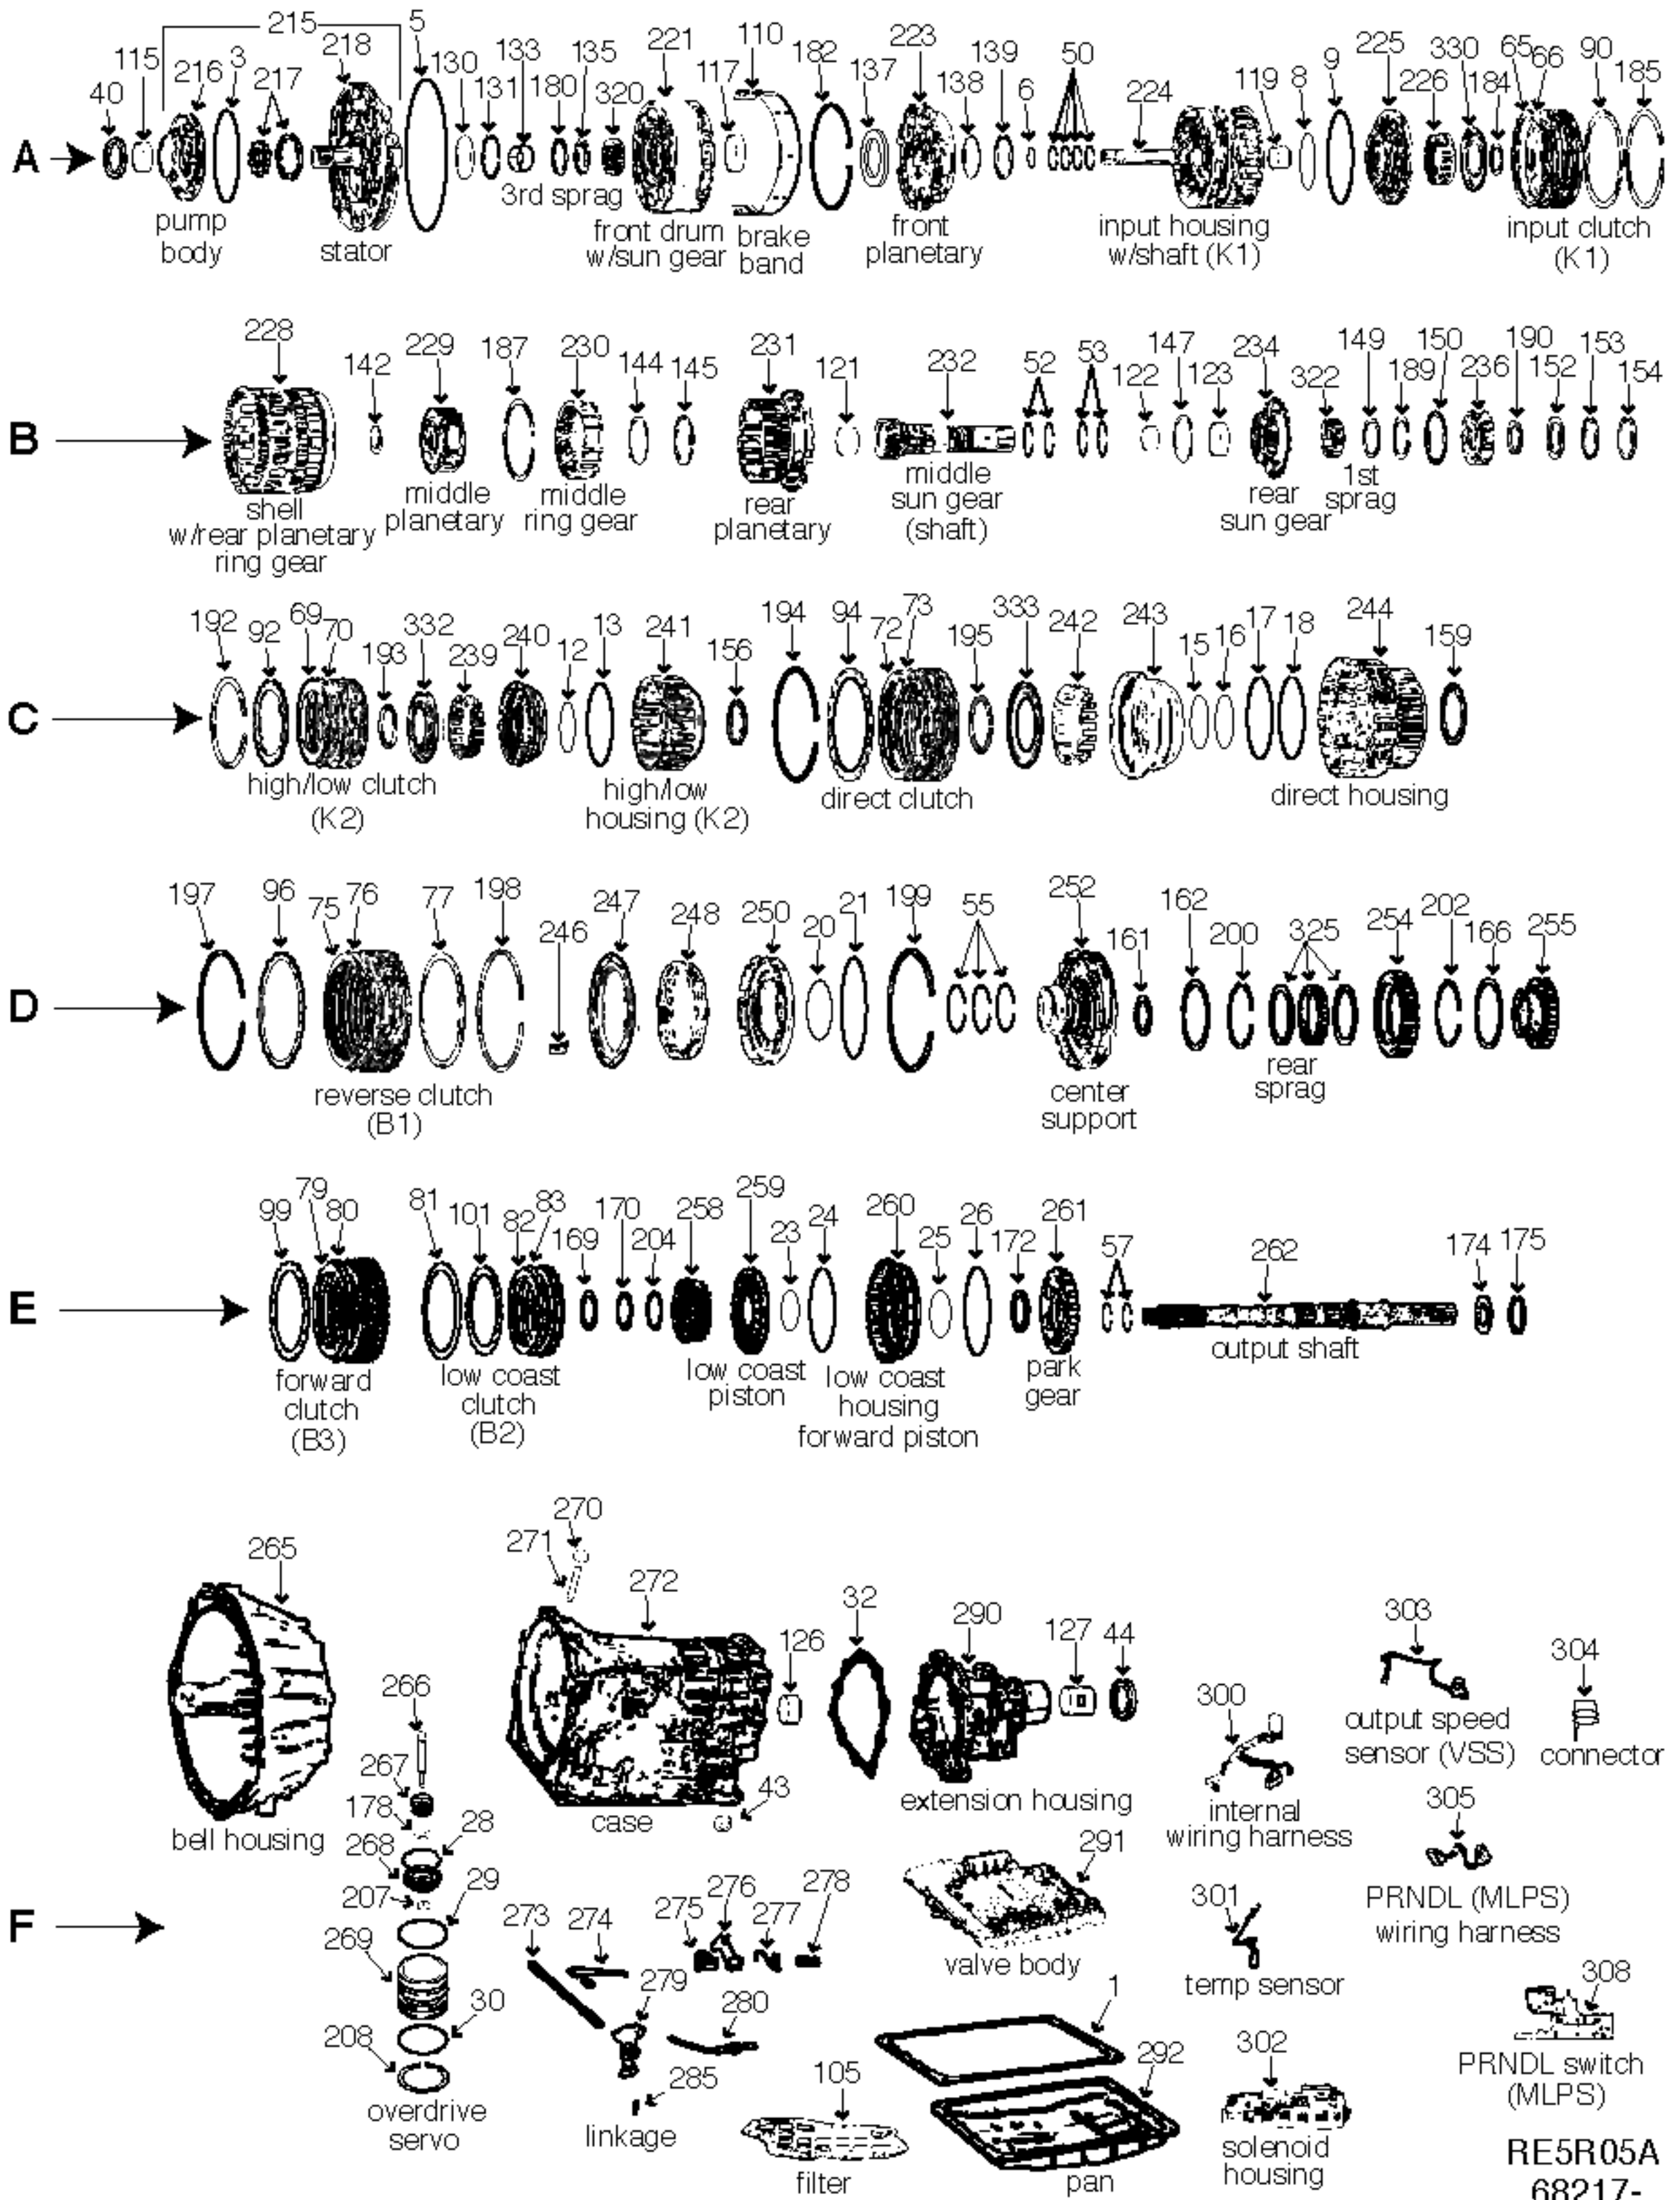 215
5
115
216
3
217
218
130
131
133
180
135
320
221
117
110
182
137
223
138
139
6
50
224
119
8
9
225
226
330
184
65
66
90
185
40
A
3rd sprag
pump
body
stator
front drum
w/sun gear
brake
band
front
planetary
input housing
w/shaft (K1)
input clutch
(K1)
228
142
229
187
230
144
145
231
121
232
52
53
122
147
123
234
322
149
189
150
236
190
152
153
154
B
shell
w/rear planetary
ring gear
middle
planetary
middle
ring gear
rear
planetary
middle
sun gear
(shaft)
rear
sun gear
1st
sprag
192
92
69
70
193
332
239
240
12
13
241
156
194
94
72
73
195
333
242
243
15
16
17
18
244
159
C
high/low clutch
(K2)
high/low
housing (K2)
direct clutch
direct housing
197
96
75
76
77
198
246
247
248
250
20
21
199
55
252
161
162
200
325
254
202
166
255
D
reverse clutch
(B1)
center
support
rear
sprag
99
79
80
81
101
82
83
169
170
204
258
259
23
24
260
25
26
172
261
57
262
174
175
E
forward
clutch
(B3)
low coast
clutch
(B2)
low coast
piston
low coast
housing
forward piston
park
gear
output shaft
265
270
271
272
126
32
290
127
44
300
303
304
266
267
178
268
28
207
29
269
30
208
43
bell housing
case
extension housing
internal
wiring harness
output speed
sensor (VSS)
connector
305
PRNDL (MLPS)
wiring harness
F
273
274
275
276
277
278
279
280
285
291
valve body
301
temp sensor
308
PRNDL switch
(MLPS)
1
292
105
302
overdrive
servo
linkage
filter
pan
solenoid
housing
RE5R05A
68217-